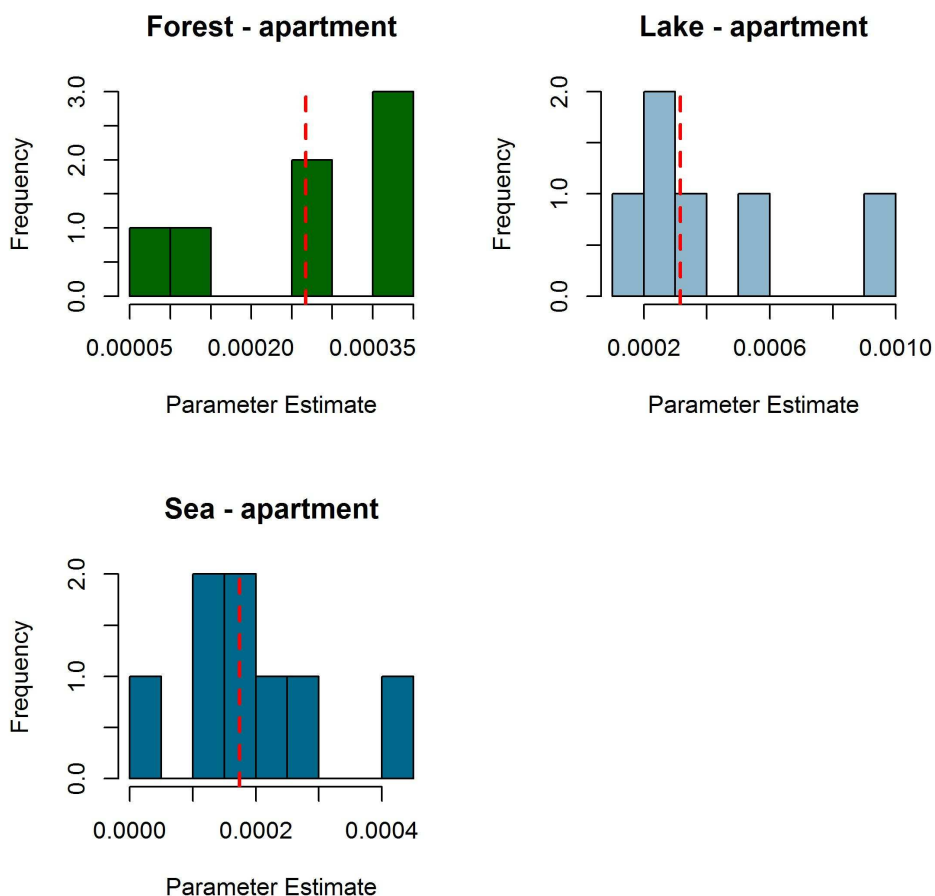 Forest - apartment
Frequency
0.0 1.0 2.0 3.0
0.00005 0.00020 0.00035
Parameter Estimate
Lake - apartment
Frequency
0.0 1.0 2.0
0.0002 0.0006 0.0010
Parameter Estimate
Sea - apartment
Frequency
0.0 1.0 2.0
0.0000 0.0002 0.0004
Parameter Estimate